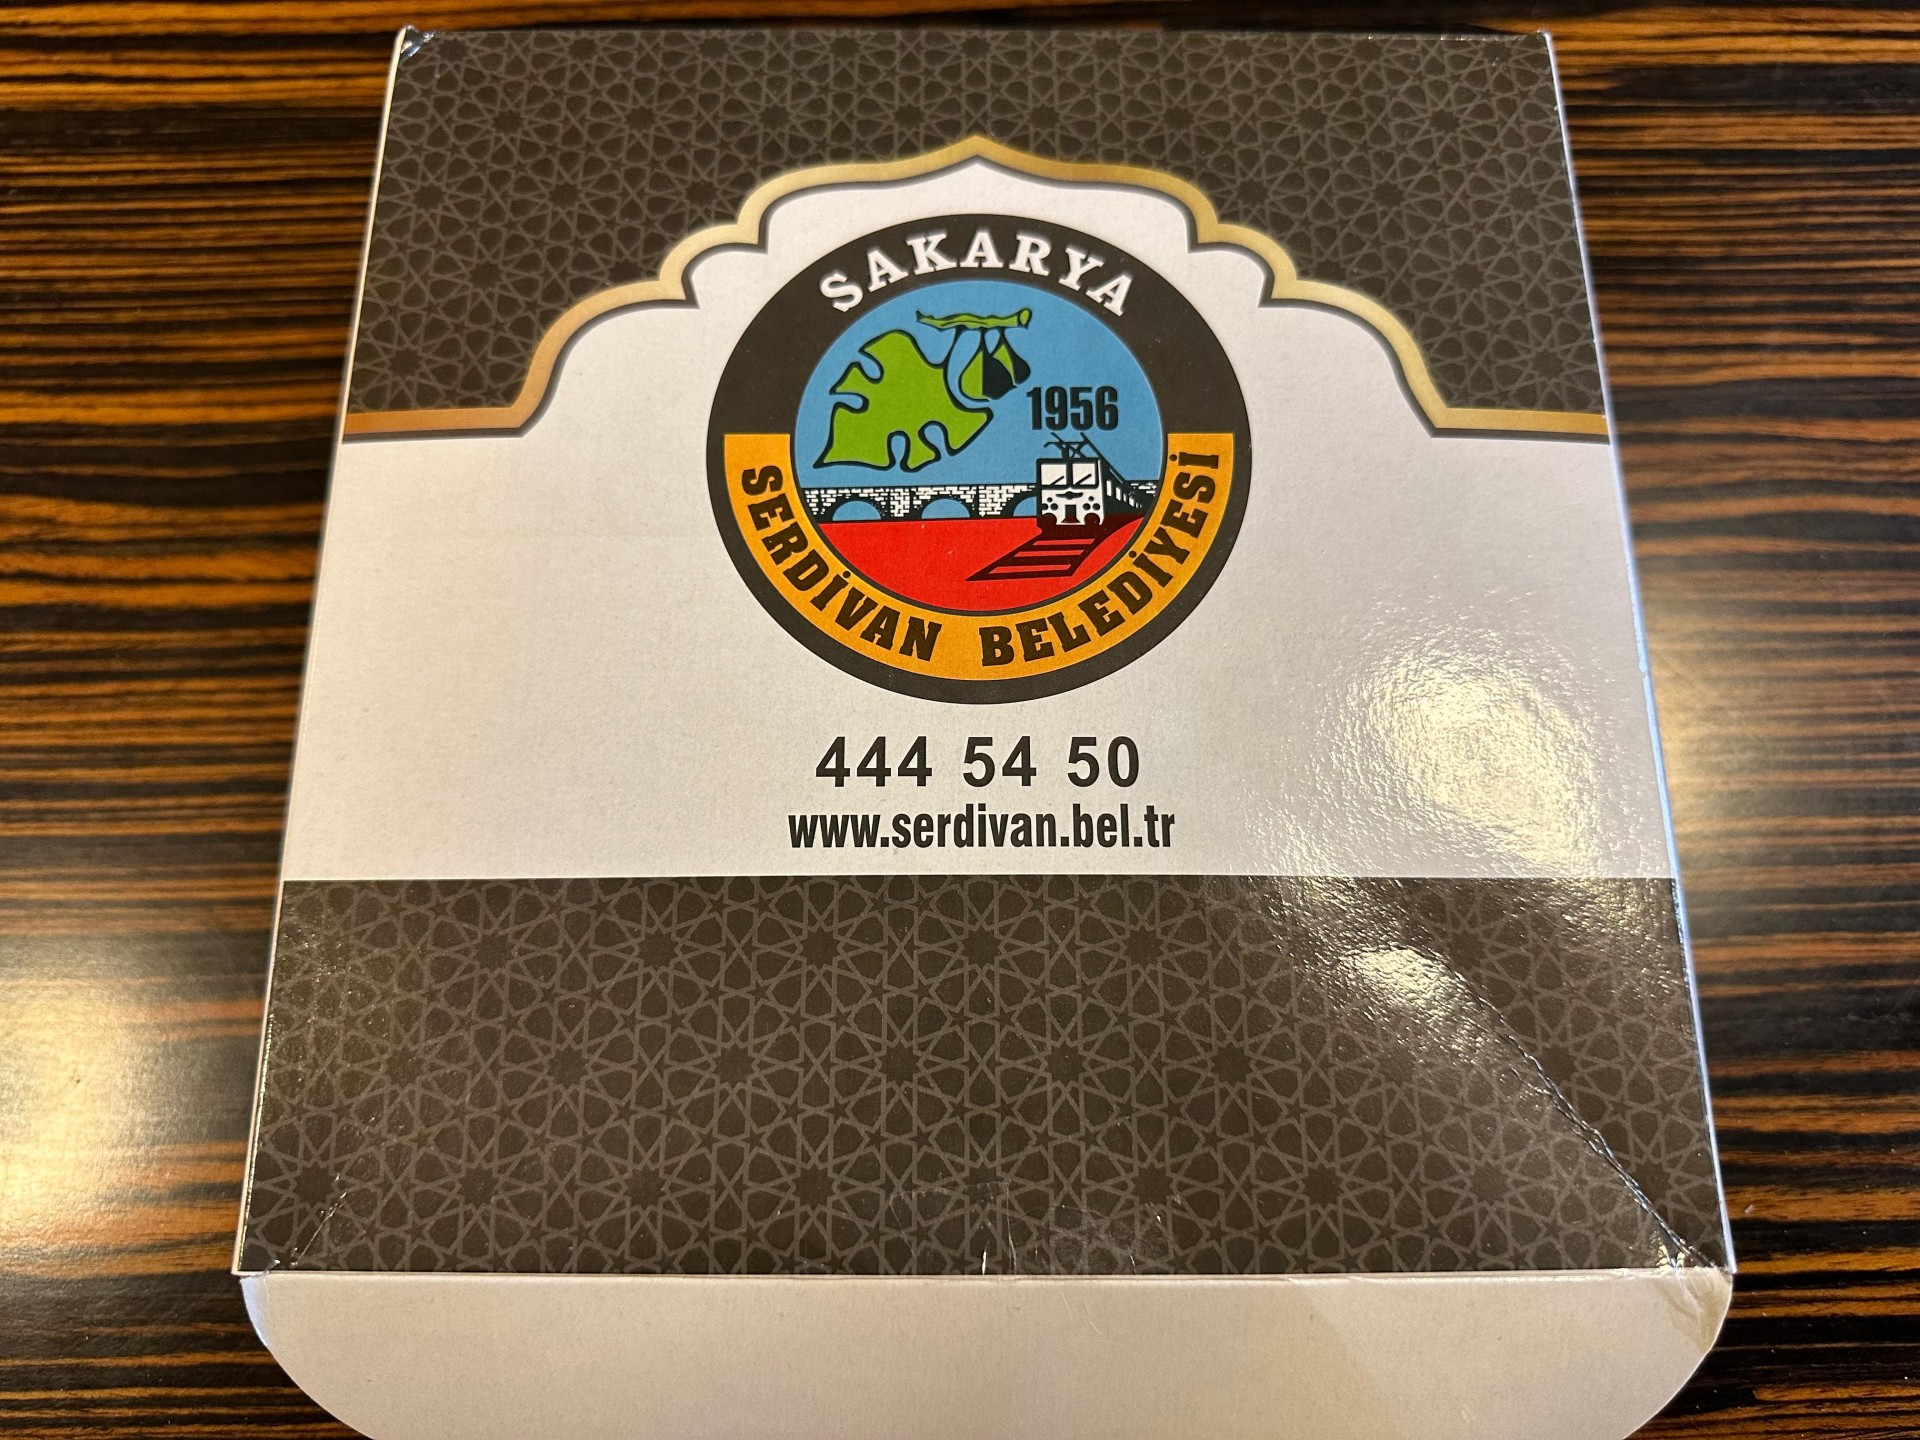 SAKARYA
1956
SERDİVAN BELEDİYESİ
444 54 50
www.serdivan.bel.tr